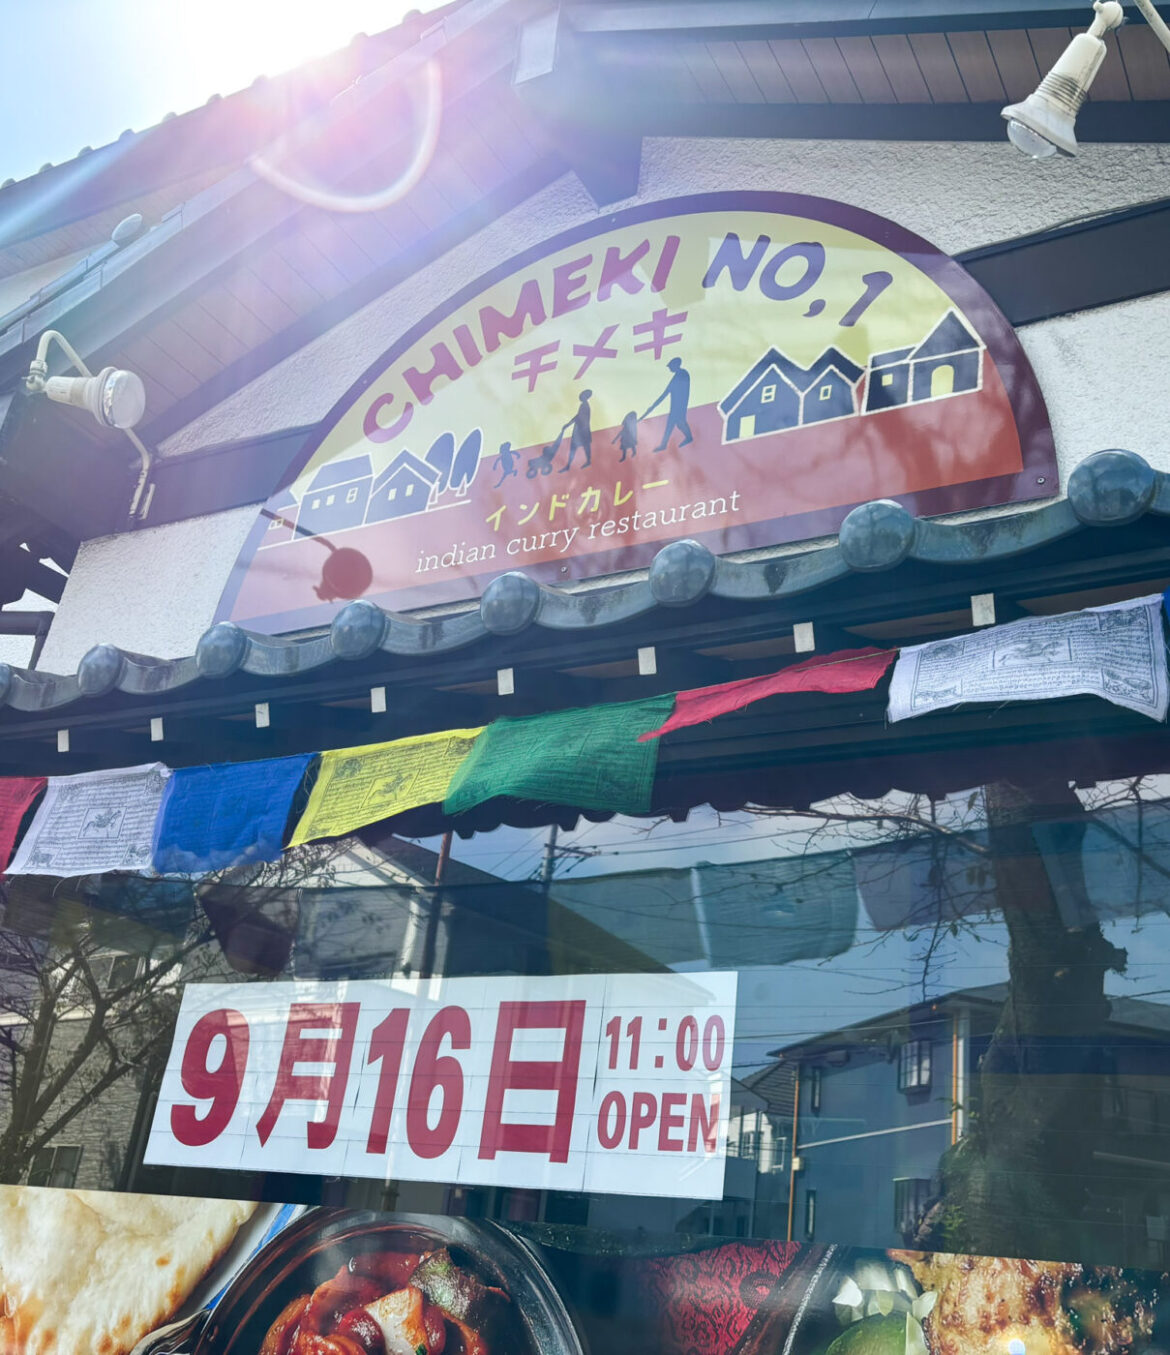 CHIMEKI NO,1
チメキ
インドカレー
indian curry restaurant
9月16日 11:00 OPEN